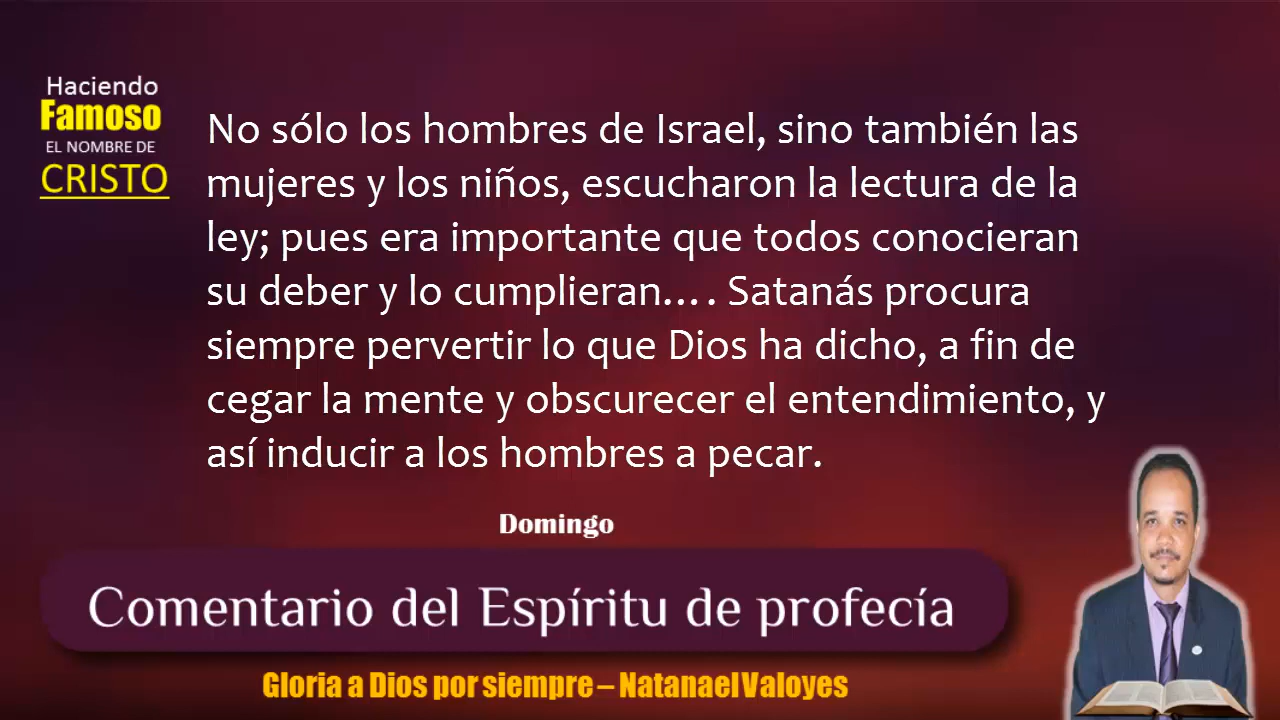 Haciendo
Famoso
EL NOMBRE DE
CRISTO
No sólo los hombres de Israel, sino también las
mujeres y los niños, escucharon la lectura de la
ley; pues era importante que todos conocieran
su deber y lo cumplieran.... Satanás procura
siempre pervertir lo que Dios ha dicho, a fin de
cegar la mente y obscurecer el entendimiento, y
así inducir a los hombres a pecar.
Domingo
Comentario del Espíritu de profecía
Gloria a Dios por siempre – Natanael Valoyes